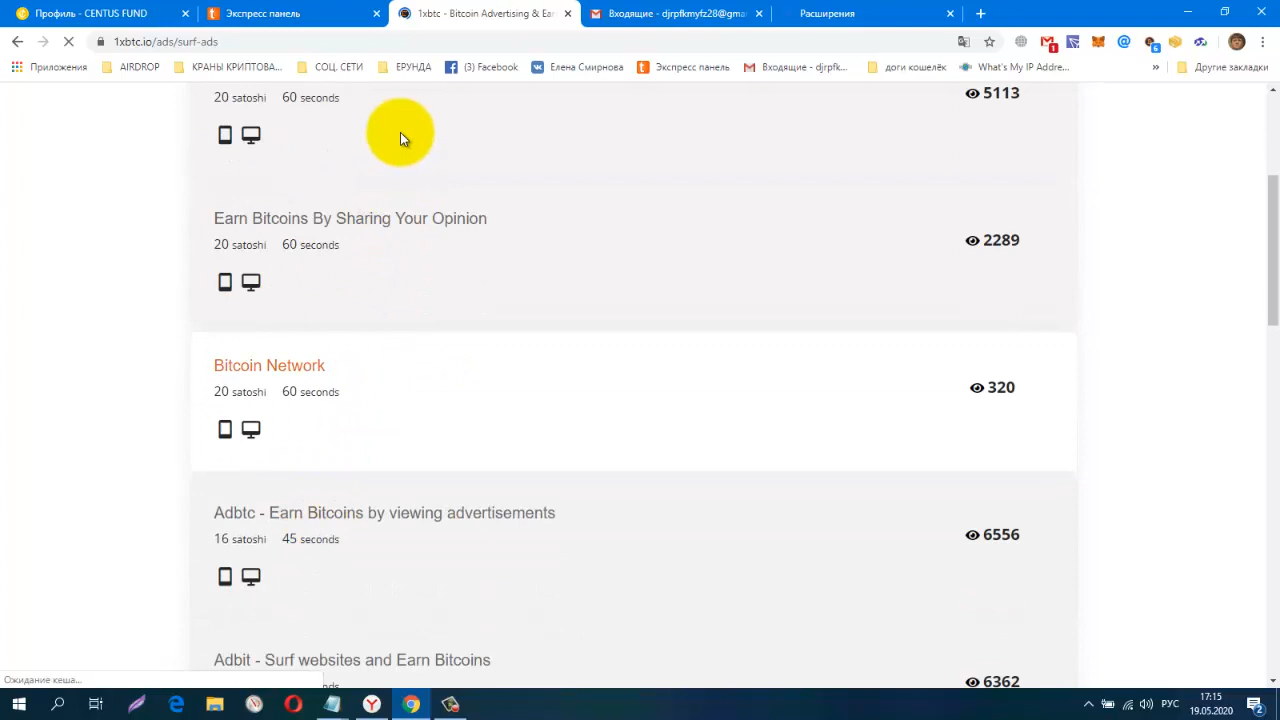 Профиль - CENTUS FUND
Экспресс панель
1xbtc - Bitcoin Advertising & Ear
Входящие - djrpfkmyfz28@gma
Расширения
1xbtc.io/ads/surf-ads
1
6
Приложения
AIRDROP
КРАНЫ КРИПТОВА...
СОЦ. СЕТИ
ЕРУНДА
(3) Facebook
Елена Смирнова
Экспресс панель
Входящие - djrpfk...
доги кошелёк
What's My IP Addre...
»
Другие закладки
20 satoshi 60 seconds
5113
Earn Bitcoins By Sharing Your Opinion
20 satoshi 60 seconds
2289
Bitcoin Network
20 satoshi 60 seconds
320
Adbtc - Earn Bitcoins by viewing advertisements
16 satoshi 45 seconds
6556
Adbit - Surf websites and Earn Bitcoins
6362
Ожидание кеша...
РУС
17:15
19.05.2020
2